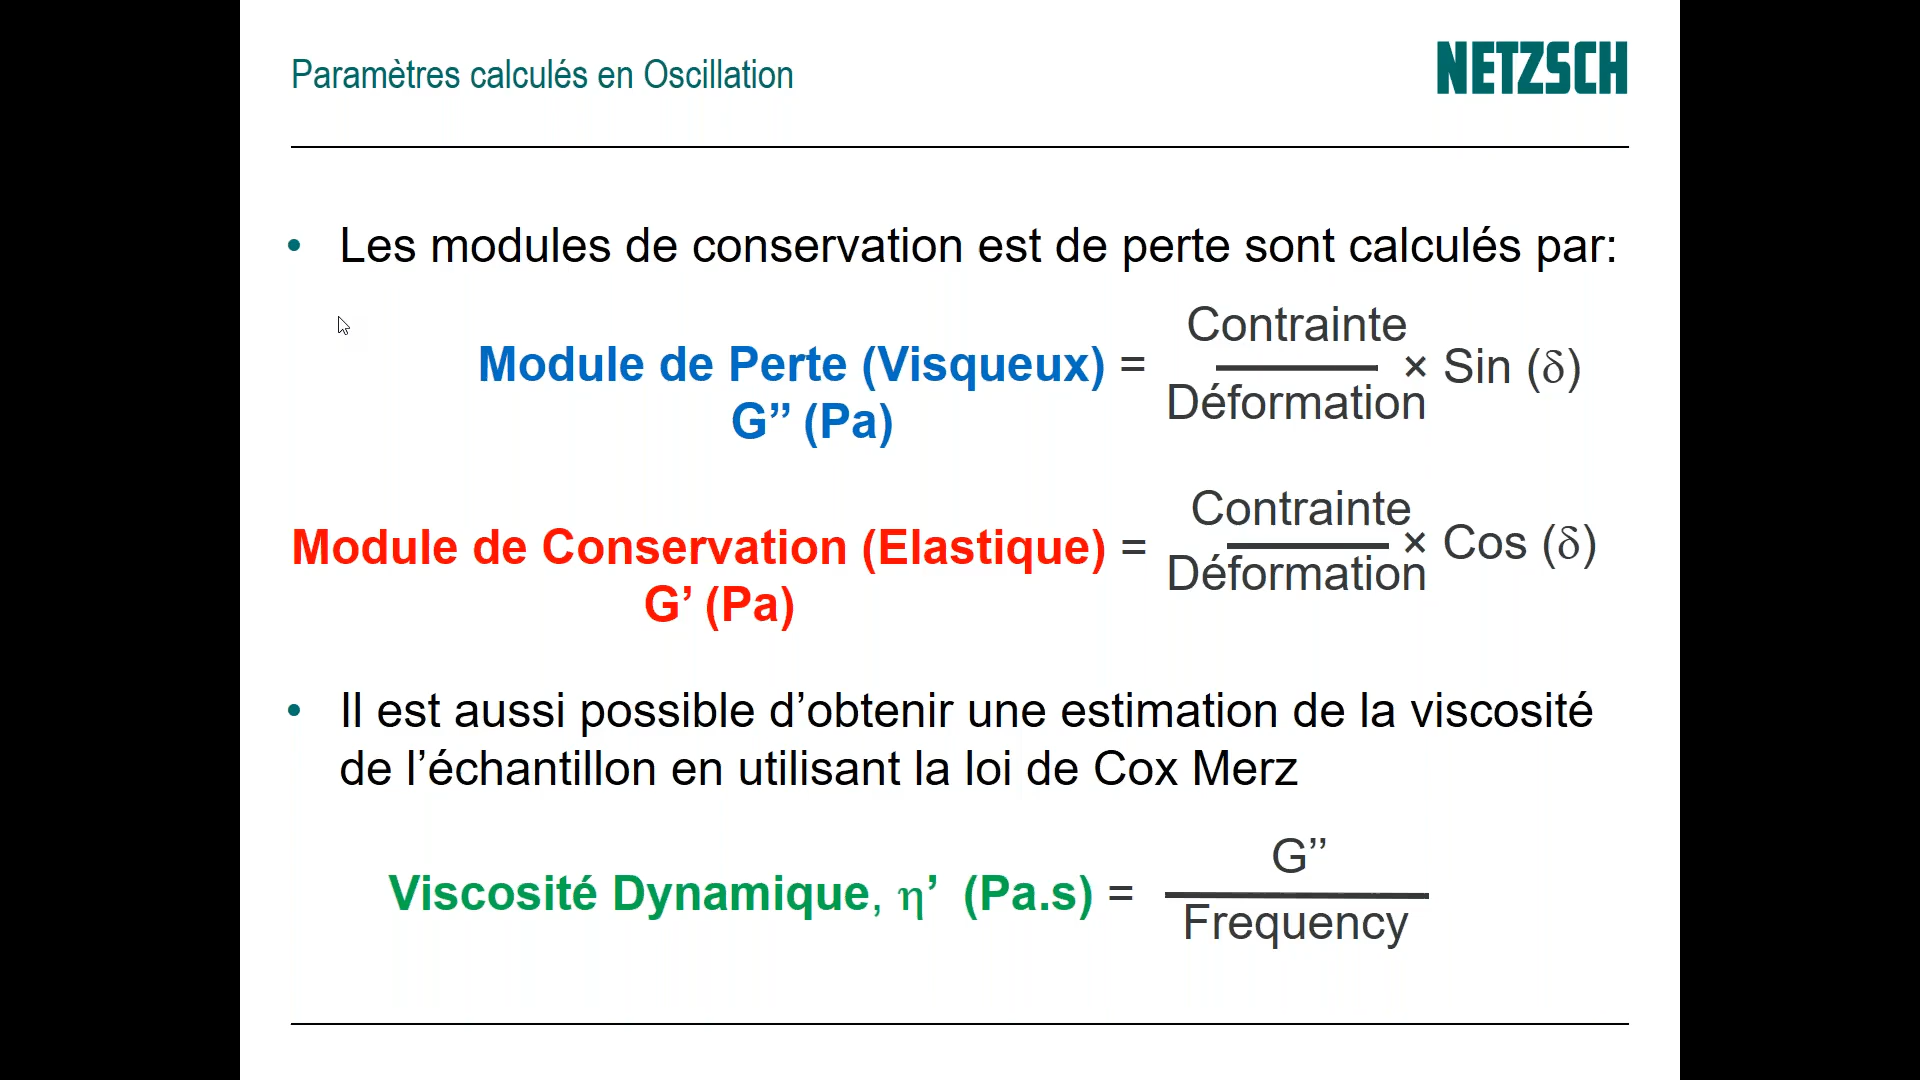 Paramètres calculés en Oscillation
NETZSCH
• Les modules de conservation est de perte sont calculés par:
Module de Perte (Visqueux) = Contrainte / Déformation × Sin (δ)
G’’ (Pa)
Module de Conservation (Elastique) = Contrainte / Déformation × Cos (δ)
G’ (Pa)
• Il est aussi possible d’obtenir une estimation de la viscosité
de l’échantillon en utilisant la loi de Cox Merz
Viscosité Dynamique, η’ (Pa.s) = G’’ / Frequency